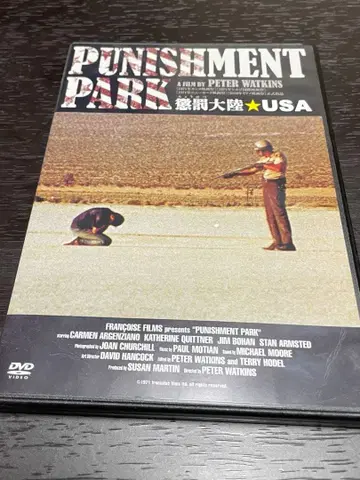 PUNISHMENT
PARK
A FILM BY PETER WATKINS
懲罰大陸★USA
FRANÇOISE FILMS presents "PUNISHMENT PARK"
starring CARMEN ARGENZIANO KATHERINE QUITTNER JIM BOHAN STAN ARMSTED
Photographed by JOAN CHURCHILL Music by PAUL MOTIAN Sound by MICHAEL MOORE
Art Director DAVID HANCOCK Edited by PETER WATKINS and TERRY HODEL
Produced by SUSAN MARTIN Directed by PETER WATKINS
DVD
VIDEO